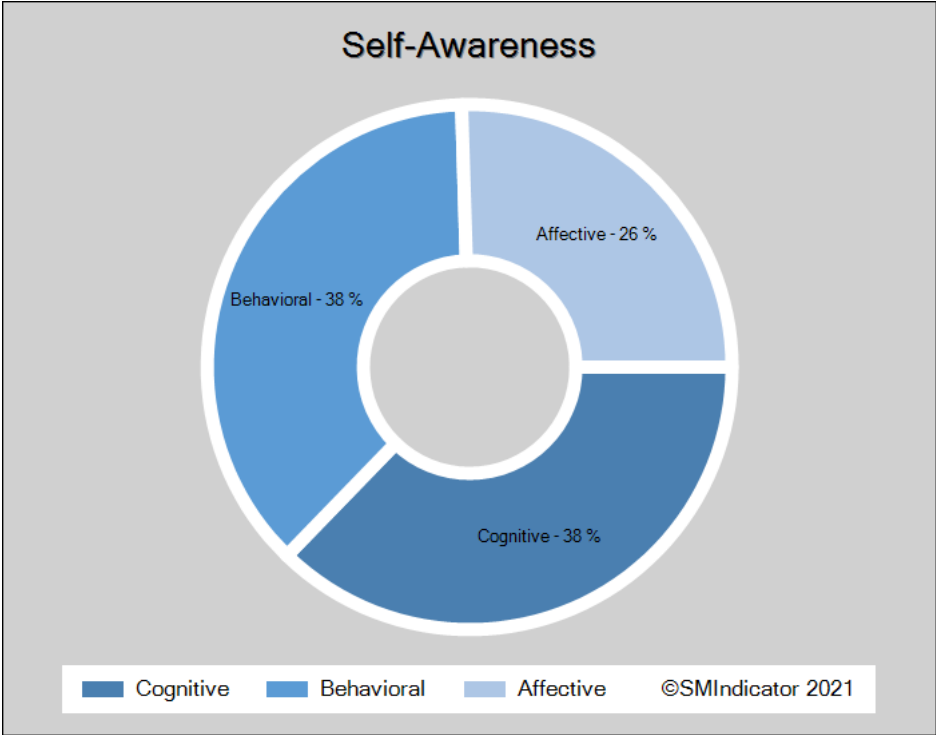 Self-Awareness
Affective - 26 %
Behavioral - 38 %
Cognitive - 38 %
Cognitive Behavioral Affective ©SMIndicator 2021